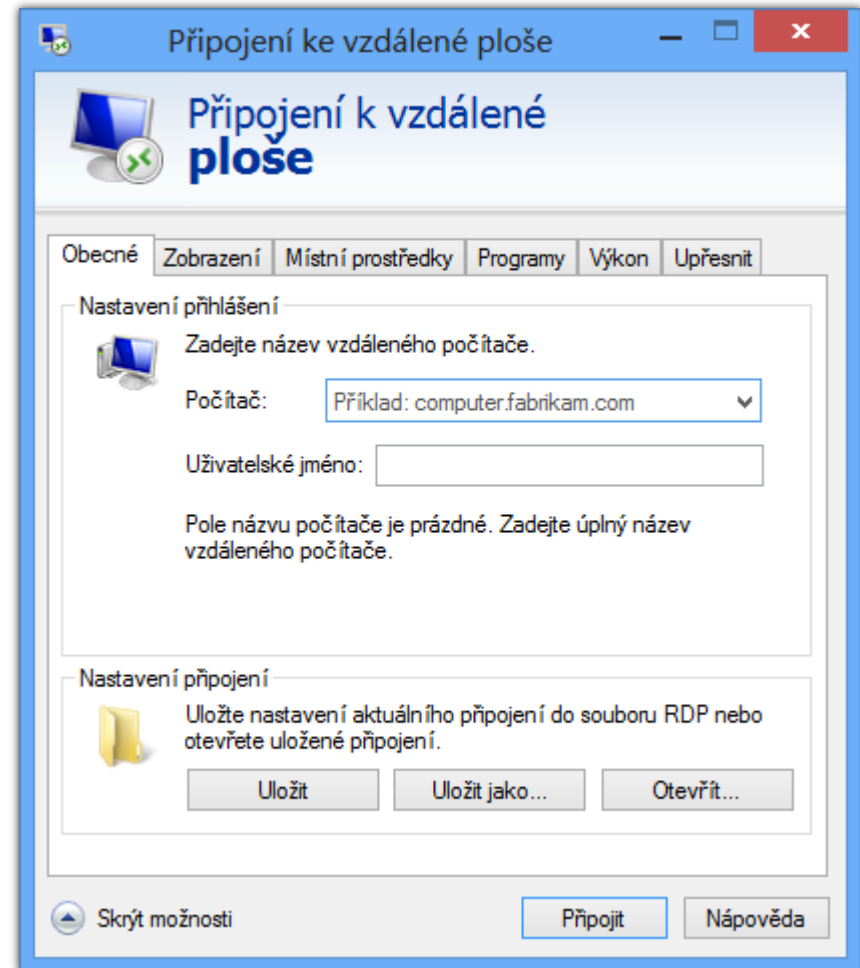 Připojení ke vzdálené ploše
Připojení k vzdálené
ploše
Obecné Zobrazení Místní prostředky Programy Výkon Upřesnit
Nastavení přihlášení
Zadejte název vzdáleného počítače.
Počítač: Příklad: computer.fabrikam.com
Uživatelské jméno:
Pole názvu počítače je prázdné. Zadejte úplný název
vzdáleného počítače.
Nastavení připojení
Uložte nastavení aktuálního připojení do souboru RDP nebo
otevřete uložené připojení.
Uložit Uložit jako... Otevřít...
Skrýt možnosti Připojit Nápověda